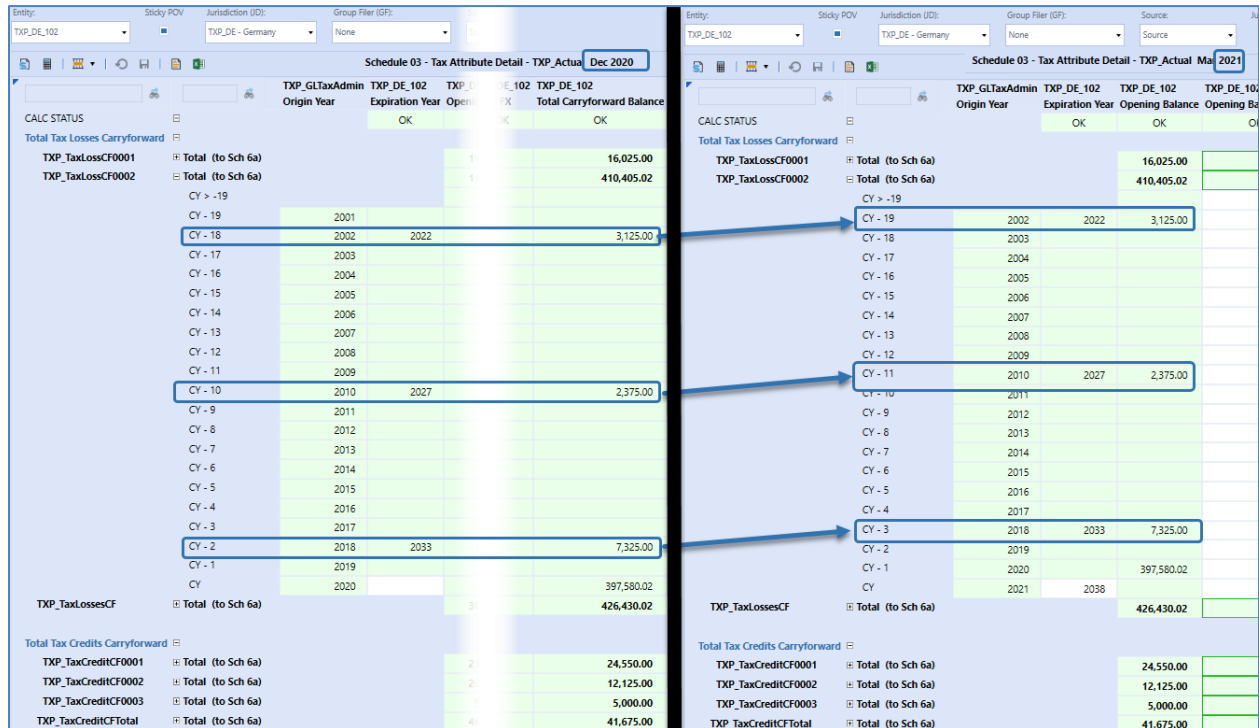 Entity: Sticky POV Jurisdiction (JD): Group Filer (GF):
TXP_DE_102 TXP_DE - Germany None
Schedule 03 - Tax Attribute Detail - TXP_Actua Dec 2020
TXP_GLTaxAdmin TXP_DE_102 TXP_ DE_102 TXP_DE_102
Origin Year Expiration Year Open FX Total Carryforward Balance
CALC STATUS OK OK
Total Tax Losses Carryforward
TXP_TaxLossCF0001 Total (to Sch 6a) 16,025.00
TXP_TaxLossCF0002 Total (to Sch 6a) 410,405.02
CY > -19
CY - 19 2001
CY - 18 2002 2022 3,125.00
CY - 17 2003
CY - 16 2004
CY - 15 2005
CY - 14 2006
CY - 13 2007
CY - 12 2008
CY - 11 2009
CY - 10 2010 2027 2,375.00
CY - 9 2011
CY - 8 2012
CY - 7 2013
CY - 6 2014
CY - 5 2015
CY - 4 2016
CY - 3 2017
CY - 2 2018 2033 7,325.00
CY - 1 2019
CY 2020 397,580.02
TXP_TaxLossesCF Total (to Sch 6a) 426,430.02
Total Tax Credits Carryforward
TXP_TaxCreditCF0001 Total (to Sch 6a) 24,550.00
TXP_TaxCreditCF0002 Total (to Sch 6a) 12,125.00
TXP_TaxCreditCF0003 Total (to Sch 6a) 5,000.00
TXP_TaxCreditCFTotal Total (to Sch 6a) 41,675.00
Entity: Sticky POV Jurisdiction (JD): Group Filer (GF): Source: Ju
TXP_DE_102 TXP_DE - Germany None Source
Schedule 03 - Tax Attribute Detail - TXP_Actual Mar 2021
TXP_GLTaxAdmin TXP_DE_102 TXP_DE_102 TXP_DE_102
Origin Year Expiration Year Opening Balance Opening Ba
CALC STATUS OK OK
Total Tax Losses Carryforward
TXP_TaxLossCF0001 Total (to Sch 6a) 16,025.00
TXP_TaxLossCF0002 Total (to Sch 6a) 410,405.02
CY > -19
CY - 19 2002 2022 3,125.00
CY - 18 2003
CY - 17 2004
CY - 16 2005
CY - 15 2006
CY - 14 2007
CY - 13 2008
CY - 12 2009
CY - 11 2010 2027 2,375.00
CY - 10 2011
CY - 9 2012
CY - 8 2013
CY - 7 2014
CY - 6 2015
CY - 5 2016
CY - 4 2017
CY - 3 2018 2033 7,325.00
CY - 2 2019
CY - 1 2020 397,580.02
CY 2021 2038
TXP_TaxLossesCF Total (to Sch 6a) 426,430.02
Total Tax Credits Carryforward
TXP_TaxCreditCF0001 Total (to Sch 6a) 24,550.00
TXP_TaxCreditCF0002 Total (to Sch 6a) 12,125.00
TXP_TaxCreditCF0003 Total (to Sch 6a) 5,000.00
TXP_TaxCreditCFTotal Total (to Sch 6a) 41,675.00